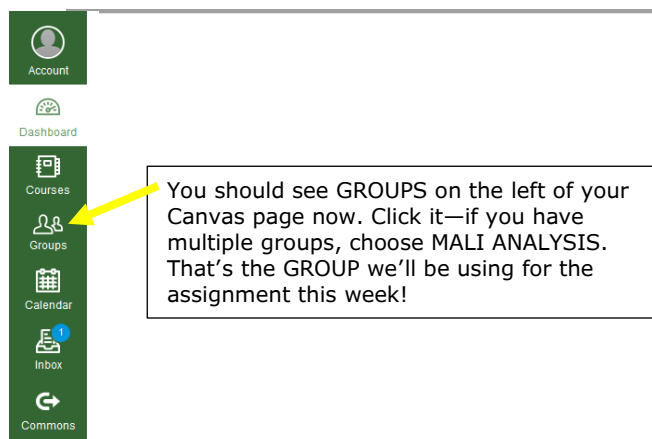 Account
Dashboard
Courses
Groups
Calendar
1
Inbox
Commons
You should see GROUPS on the left of your
Canvas page now. Click it—if you have
multiple groups, choose MALI ANALYSIS.
That’s the GROUP we’ll be using for the
assignment this week!